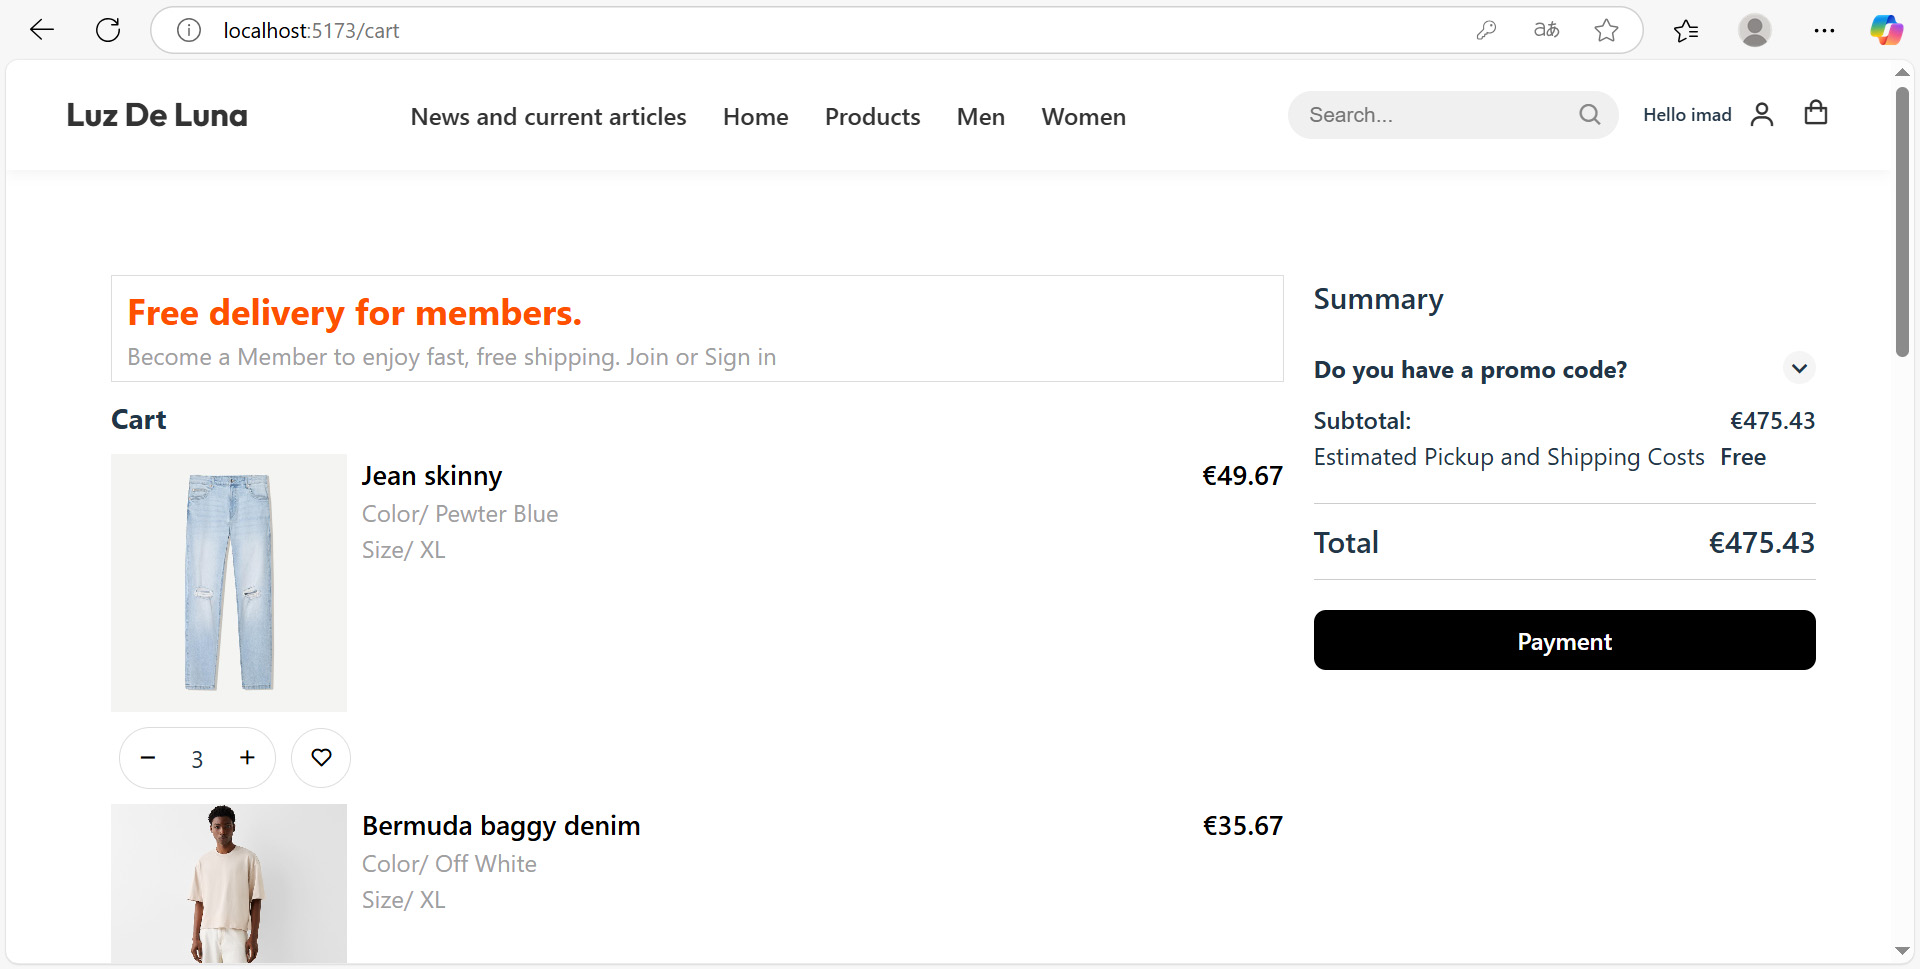 localhost:5173/cart
Luz De Luna
News and current articles Home Products Men Women
Search...
Hello imad
Free delivery for members.
Become a Member to enjoy fast, free shipping. Join or Sign in
Cart
Jean skinny €49.67
Color/ Pewter Blue
Size/ XL
3
Bermuda baggy denim €35.67
Color/ Off White
Size/ XL
Summary
Do you have a promo code?
Subtotal: €475.43
Estimated Pickup and Shipping Costs Free
Total €475.43
Payment